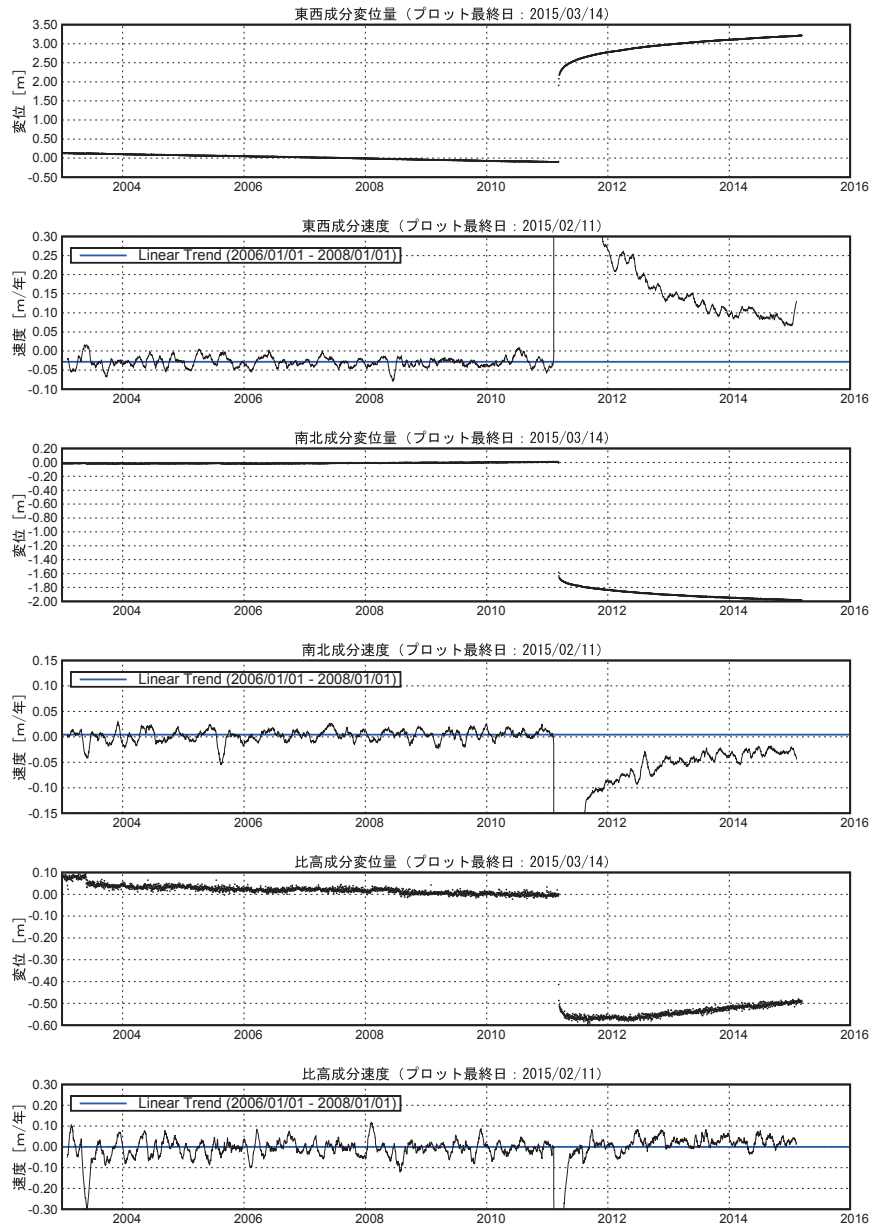 東西成分変位量（プロット最終日：2015/03/14）
変位 [m]
3.50
3.00
2.50
2.00
1.50
1.00
0.50
0.00
-0.50
2004 2006 2008 2010 2012 2014 2016
東西成分速度（プロット最終日：2015/02/11）
速度 [m/年]
0.30
0.25
0.20
0.15
0.10
0.05
0.00
-0.05
-0.10
Linear Trend (2006/01/01 - 2008/01/01)
2004 2006 2008 2010 2012 2014 2016
南北成分変位量（プロット最終日：2015/03/14）
変位 [m]
0.20
0.00
-0.20
-0.40
-0.60
-0.80
-1.00
-1.20
-1.40
-1.60
-1.80
-2.00
2004 2006 2008 2010 2012 2014 2016
南北成分速度（プロット最終日：2015/02/11）
速度 [m/年]
0.15
0.10
0.05
0.00
-0.05
-0.10
-0.15
Linear Trend (2006/01/01 - 2008/01/01)
2004 2006 2008 2010 2012 2014 2016
比高成分変位量（プロット最終日：2015/03/14）
変位 [m]
0.10
0.00
-0.10
-0.20
-0.30
-0.40
-0.50
-0.60
2004 2006 2008 2010 2012 2014 2016
比高成分速度（プロット最終日：2015/02/11）
速度 [m/年]
0.30
0.20
0.10
0.00
-0.10
-0.20
-0.30
Linear Trend (2006/01/01 - 2008/01/01)
2004 2006 2008 2010 2012 2014 2016